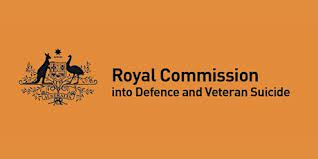 Royal Commission
into Defence and Veteran Suicide